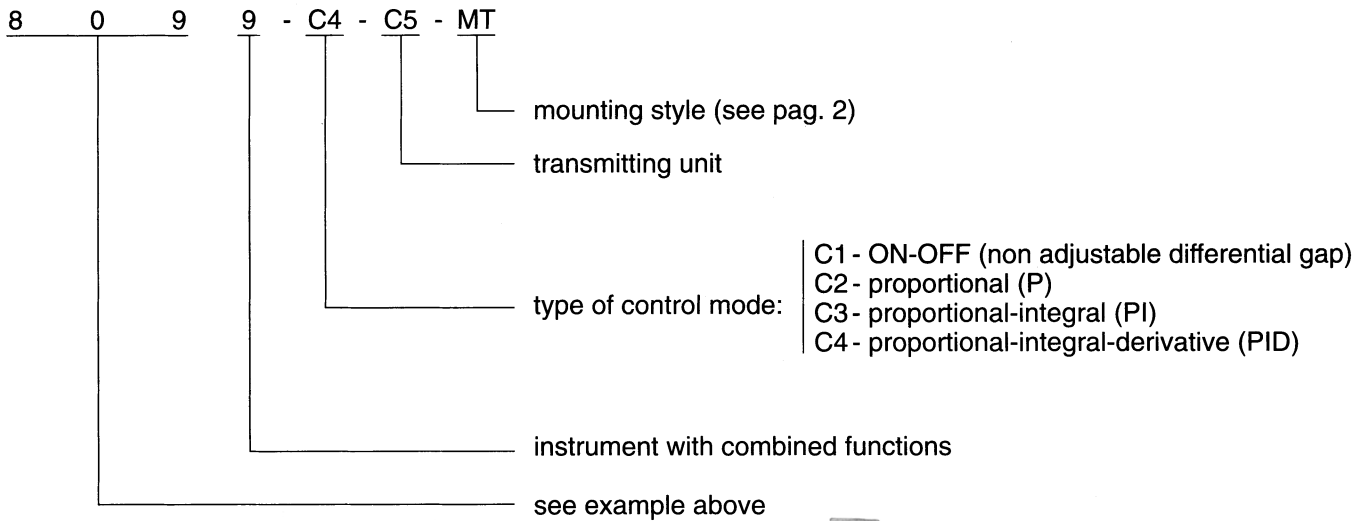 8 0 9 9 - C4 - C5 - MT
mounting style (see pag. 2)
transmitting unit
type of control mode:
C1 - ON-OFF (non adjustable differential gap)
C2 - proportional (P)
C3 - proportional-integral (PI)
C4 - proportional-integral-derivative (PID)
instrument with combined functions
see example above